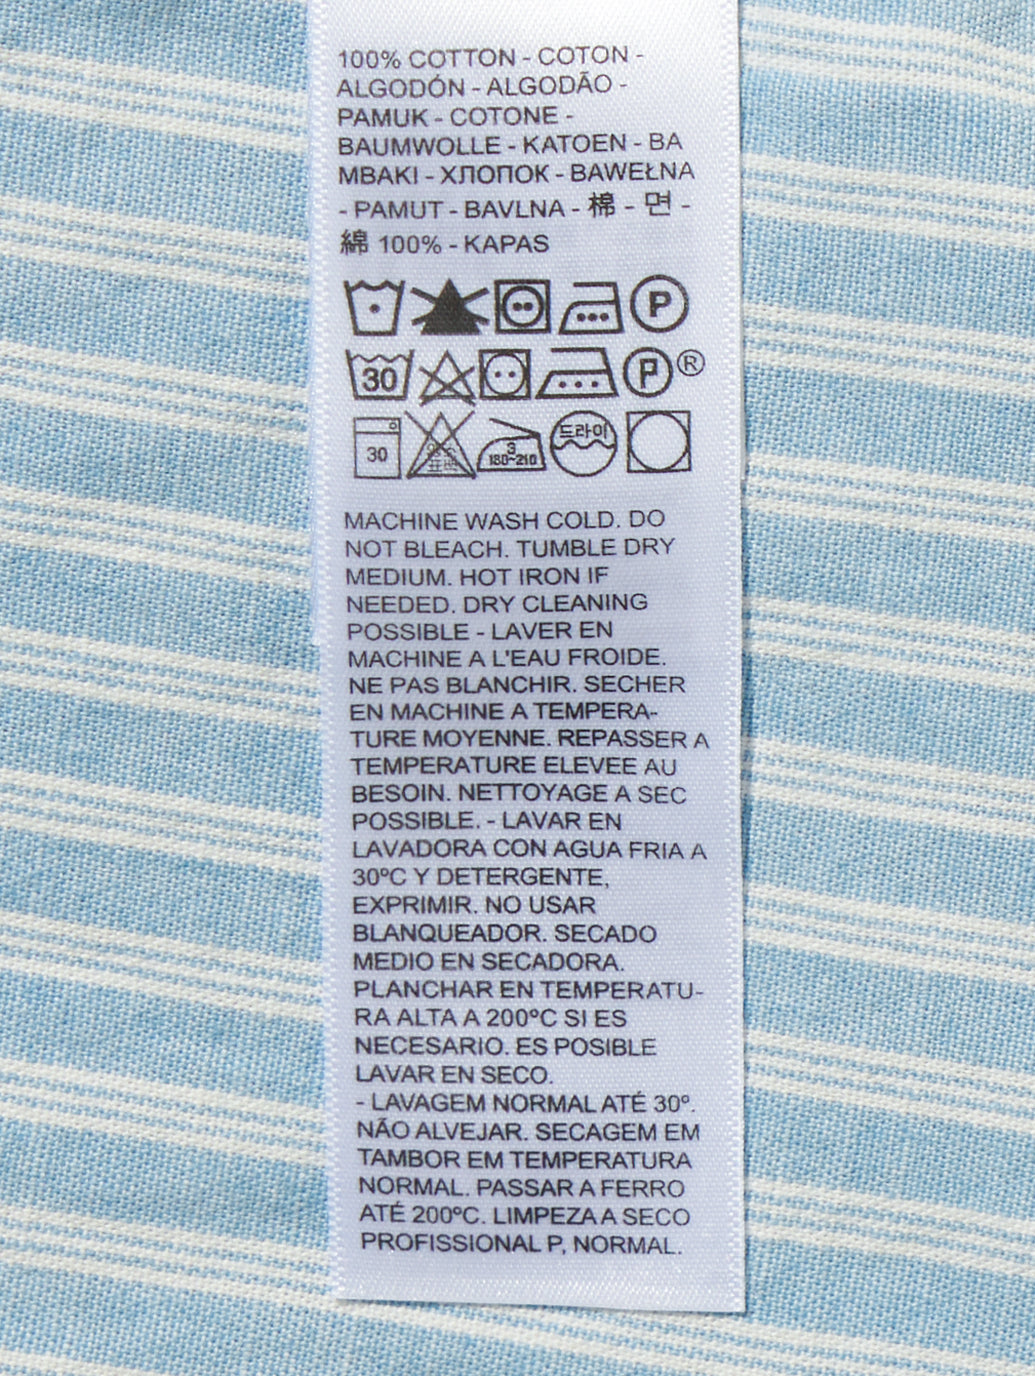 100% COTTON - COTON -
ALGODÓN - ALGODÃO -
PAMUK - COTONE -
BAUMWOLLE - KATOEN - BA
MBAKI - ХЛОПОК - BAWEŁNA
- PAMUT - BAVLNA - 棉 - 면 -
綿 100% - KAPAS
P
30 P ®
30 3 180~210 드라이
MACHINE WASH COLD. DO
NOT BLEACH. TUMBLE DRY
MEDIUM. HOT IRON IF
NEEDED. DRY CLEANING
POSSIBLE - LAVER EN
MACHINE A L'EAU FROIDE.
NE PAS BLANCHIR. SECHER
EN MACHINE A TEMPERA-
TURE MOYENNE. REPASSER A
TEMPERATURE ELEVEE AU
BESOIN. NETTOYAGE A SEC
POSSIBLE. - LAVAR EN
LAVADORA CON AGUA FRIA A
30ºC Y DETERGENTE,
EXPRIMIR. NO USAR
BLANQUEADOR. SECADO
MEDIO EN SECADORA.
PLANCHAR EN TEMPERATU-
RA ALTA A 200ºC SI ES
NECESARIO. ES POSIBLE
LAVAR EN SECO.
- LAVAGEM NORMAL ATÉ 30º.
NÃO ALVEJAR. SECAGEM EM
TAMBOR EM TEMPERATURA
NORMAL. PASSAR A FERRO
ATÉ 200ºC. LIMPEZA A SECO
PROFISSIONAL P, NORMAL.